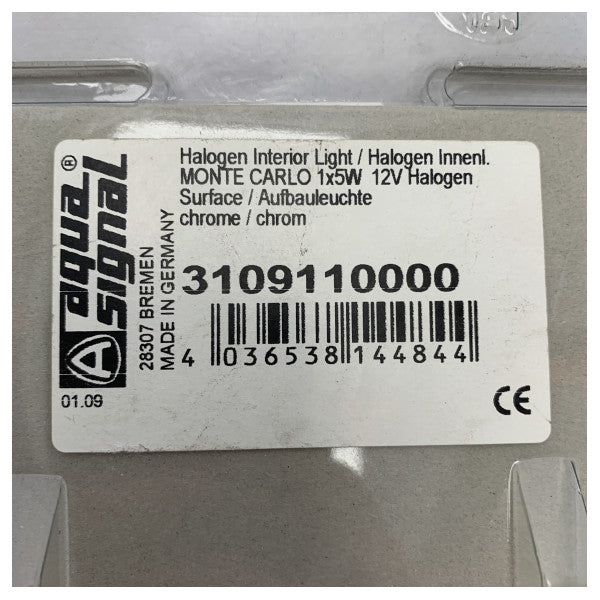 Halogen Interior Light / Halogen Innenl.
MONTE CARLO 1x5W 12V Halogen
Surface / Aufbauleuchte
chrome / chrom
3109110000
4 036538 144844
aqua ®
signal
28307 BREMEN
MADE IN GERMANY
A
01.09
CE